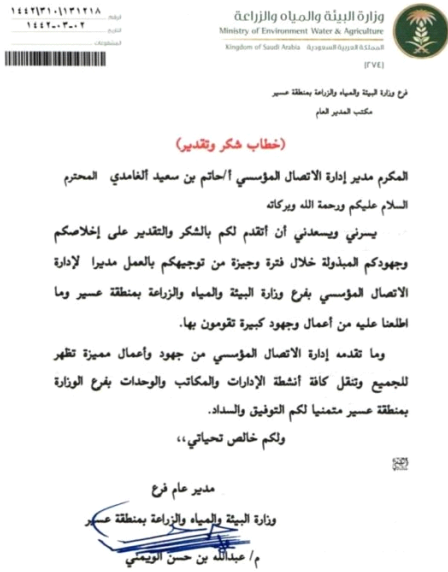 وزارة البيئة والمياه والزراعة
Ministry of Environment Water & Agriculture
Kingdom of Saudi Arabia المملكة العربية السعودية
(٢٧٤)
الرقم ١٤٤٢/٣١٠/١٣١٢١٨
التاريخ ١٤٤٢-٠٣-٠٢
المشفوعات
فرع وزارة البيئة والمياه والزراعة بمنطقة عسير
مكتب المدير العام
(خطاب شكر وتقدير)
المكرم مدير إدارة الاتصال المؤسسي أ/حاتم بن سعيد ألغامدي المحترم
السلام عليكم ورحمة الله وبركاته
يسرني ويسعدني أن أتقدم لكم بالشكر والتقدير على إخلاصكم
وجهودكم المبذولة خلال فترة وجيزة من توجيهكم بالعمل مديرا لإدارة
الاتصال المؤسسي بفرع وزارة البيئة والمياه والزراعة بمنطقة عسير وما
اطلعنا عليه من أعمال وجهود كبيرة تقومون بها.
وما تقدمه إدارة الاتصال المؤسسي من جهود وأعمال مميزة تظهر
للجميع وتنقل كافة أنشطة الإدارات والمكاتب والوحدات بفرع الوزارة
بمنطقة عسير متمنيا لكم التوفيق والسداد.
ولكم خالص تحياتي،،
مدير عام فرع
وزارة البيئة والمياه والزراعة بمنطقة عسير
م/ عبدالله بن حسن الويمني